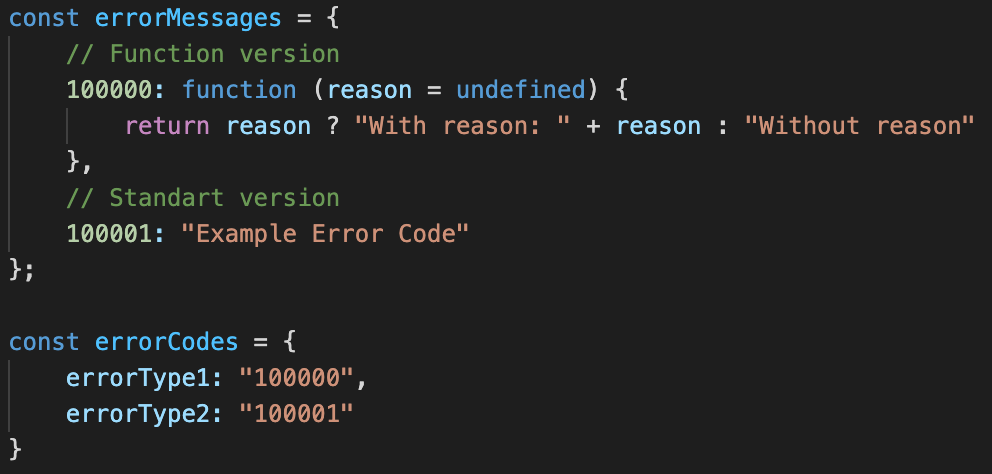 const errorMessages = {
    // Function version
    100000: function (reason = undefined) {
        return reason ? "With reason: " + reason : "Without reason"
    },
    // Standart version
    100001: "Example Error Code"
};

const errorCodes = {
    errorType1: "100000",
    errorType2: "100001"
}